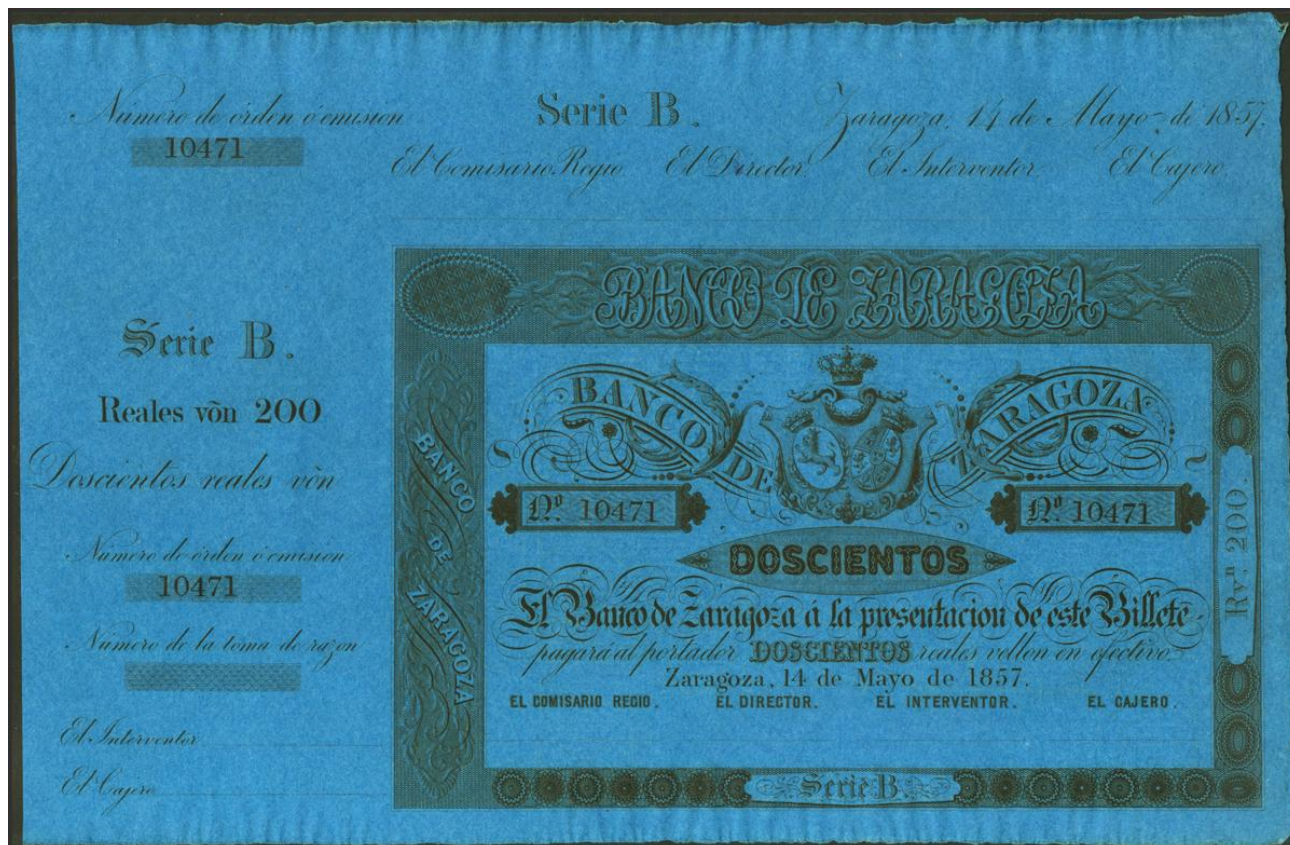 Número de órden ó emision
10471
Serie B.
Zaragoza, 14 de Mayo de 1857.
El Comisario Regio. El Director. El Interventor. El Cajero.
Serie B.
Reales võn 200
Doscientos reales vòn
Número de órden ó emision
10471
Número de la toma de razon
El Interventor
El Cajero
BANCO DE ZARAGOZA
BANCO DE ZARAGOZA
BANCO DE ZARAGOZA
Nº 10471
Nº 10471
DOSCIENTOS
El Banco de Zaragoza á la presentacion de este Billete
pagará al portador DOSCIENTOS reales vellon en efectivo
Zaragoza, 14 de Mayo de 1857.
EL COMISARIO REGIO. EL DIRECTOR. EL INTERVENTOR. EL CAJERO.
Rvⁿ 200.
Serie B.